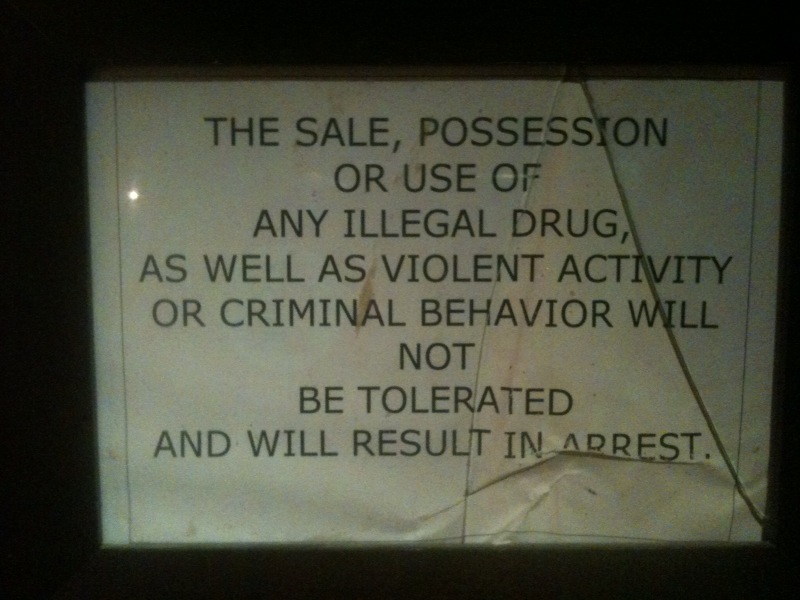 THE SALE, POSSESSION
OR USE OF
ANY ILLEGAL DRUG,
AS WELL AS VIOLENT ACTIVITY
OR CRIMINAL BEHAVIOR WILL
NOT
BE TOLERATED
AND WILL RESULT IN ARREST.